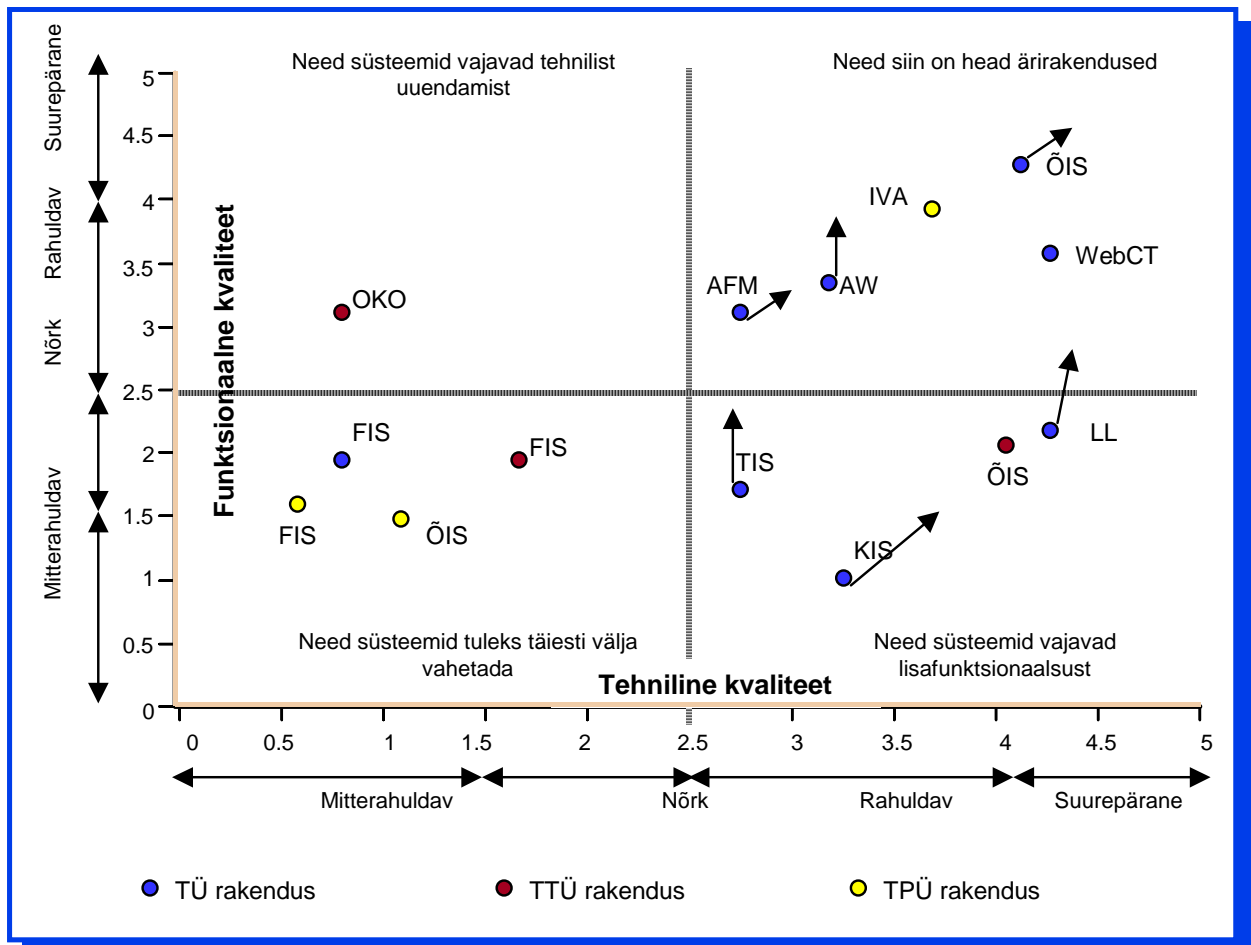 Need süsteemid vajavad tehnilist
uuendamist
Need siin on head ärirakendused
Suurepärane
Rahuldav
Nõrk
Mitterahuldav
5
4.5
4
3.5
3
2.5
2
1.5
1
0.5
0
Funktsionaalne kvaliteet
ÕIS
IVA
WebCT
AFM
AW
OKO
FIS
FIS
FIS
ÕIS
TIS
LL
ÕIS
KIS
Need süsteemid tuleks täiesti välja
vahetada
Need süsteemid vajavad
lisafunktsionaalsust
Tehniline kvaliteet
0 0.5 1 1.5 2 2.5 3 3.5 4 4.5 5
Mitterahuldav Nõrk Rahuldav Suurepärane
TÜ rakendus TTÜ rakendus TPÜ rakendus